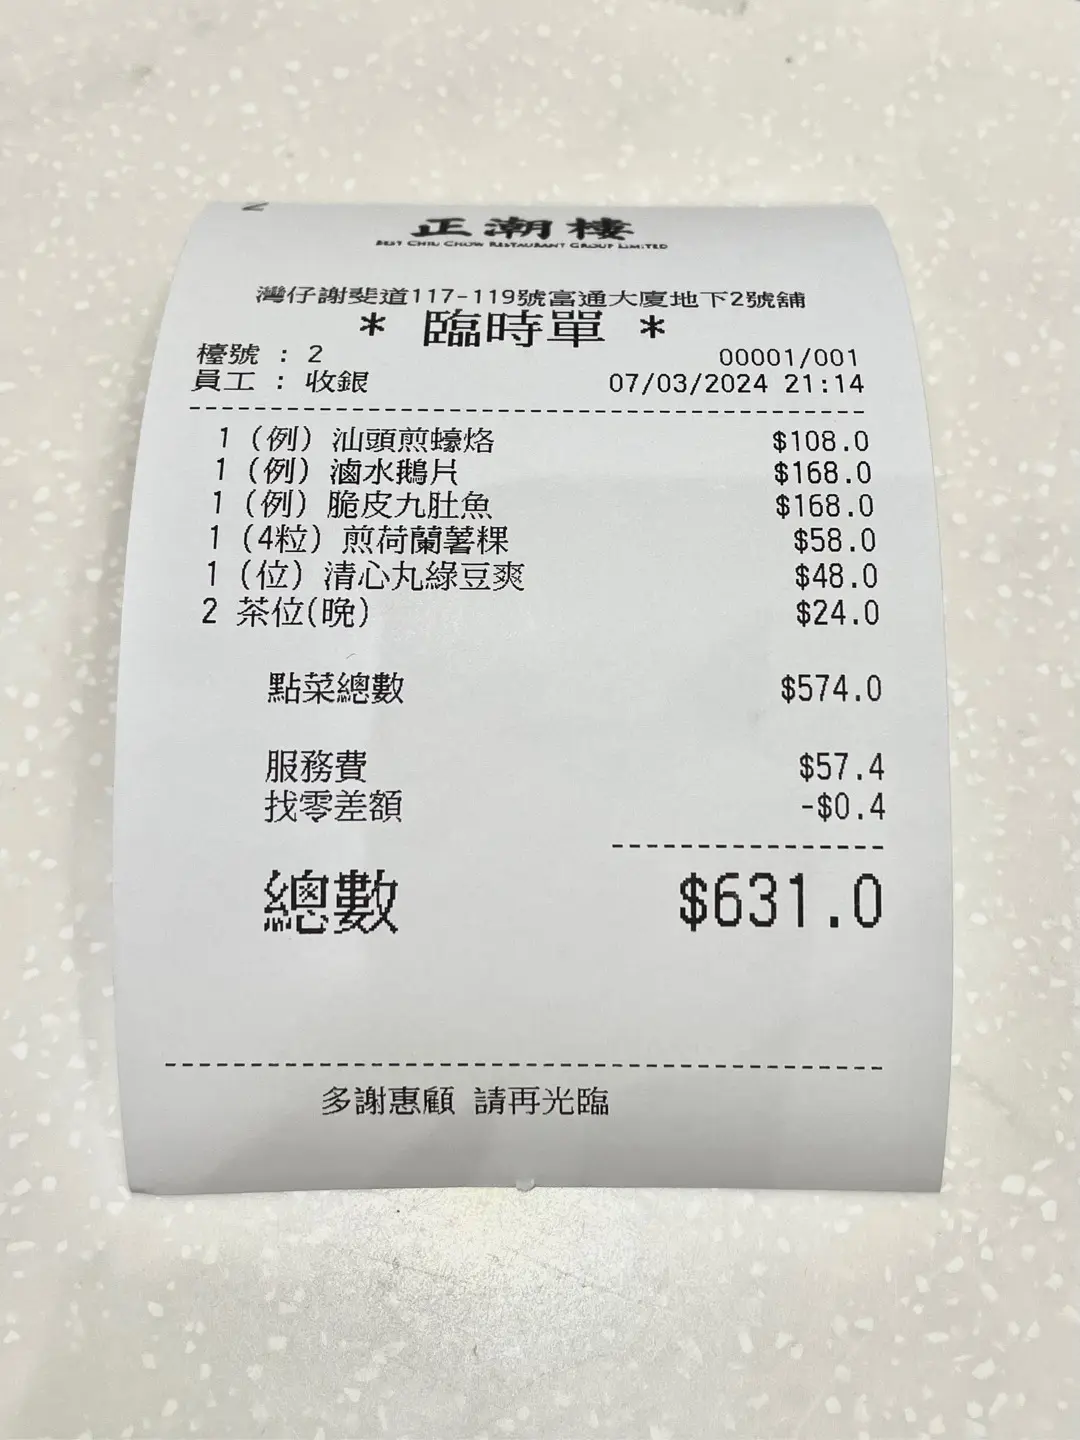 正潮樓
BEST CHIU CHOW RESTAURANT GROUP LIMITED
灣仔謝斐道117-119號富通大廈地下2號舖
* 臨時單 *
檯號 : 2 00001/001
員工 : 收銀 07/03/2024 21:14
1 (例) 汕頭煎蠔烙 $108.0
1 (例) 滷水鵝片 $168.0
1 (例) 脆皮九肚魚 $168.0
1 (4粒) 煎荷蘭薯粿 $58.0
1 (位) 清心丸綠豆爽 $48.0
2 茶位(晚) $24.0
點菜總數 $574.0
服務費 $57.4
找零差額 -$0.4
總數 $631.0
多謝惠顧 請再光臨